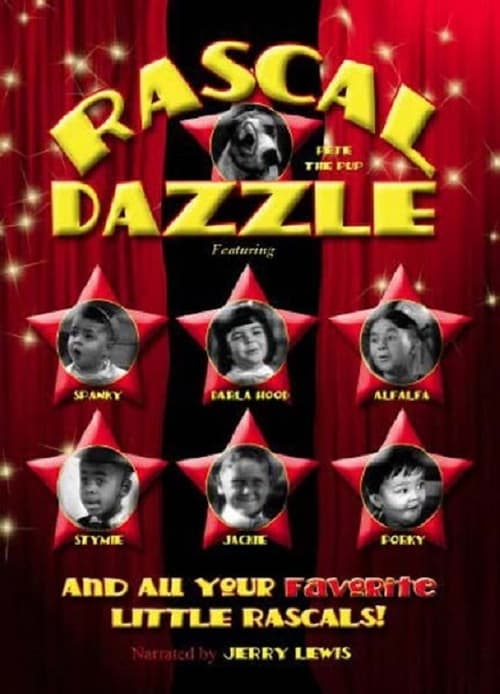 RASCAL
PETE
THE PUP
DAZZLE
Featuring
SPANKY
DARLA HOOD
ALFALFA
STYMIE
JACKIE
PORKY
AND ALL YOUR FAVORITE
LITTLE RASCALS!
Narrated by JERRY LEWIS